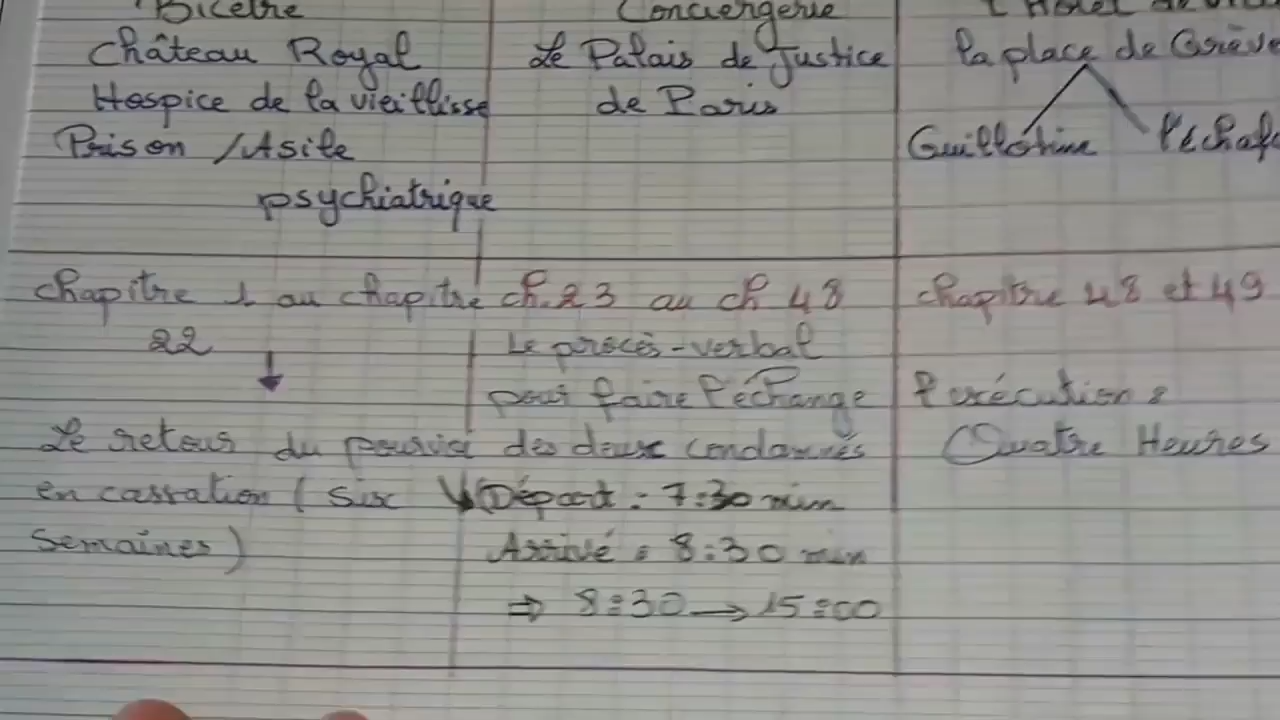 Bicêtre
Château Royal
Hospice de la vieillisse
Prison / Asile
psychiatrique
Conciergerie
Le Palais de Justice
de Paris
L'Hôtel de
la place de Grève
Guillotine
chapitre 1 au chapitre
22
Le retour du pourvoi
en cassation ( six
semaines )
ch.23 au ch 48
Le procès-verbal
pour faire l'échange
des deux condamnés
Départ : 7:30 min
Arrivé : 8:30 min
⇒ 8:30 → 15:00
chapitre 48 et 49
l'exécution :
Quatre Heures